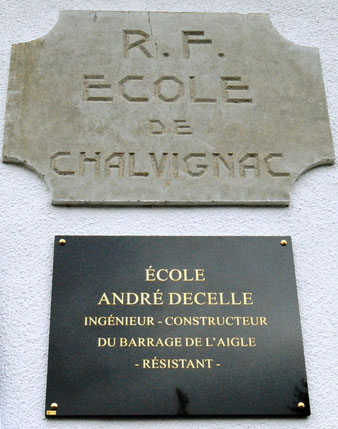 R.F.
ECOLE
DE
CHALVIGNAC
ÉCOLE
ANDRÉ DECELLE
INGÉNIEUR - CONSTRUCTEUR
DU BARRAGE DE L'AIGLE
- RÉSISTANT -